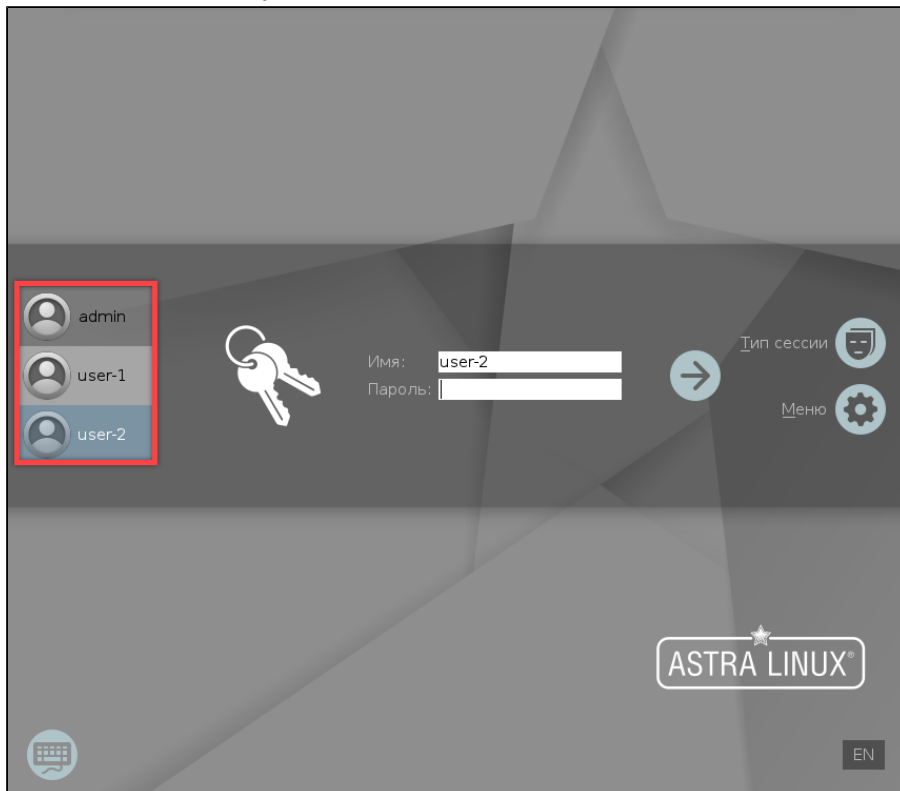 admin
user-1
user-2
Имя: user-2
Пароль:
Тип сессии
Меню
ASTRA LINUX®
EN